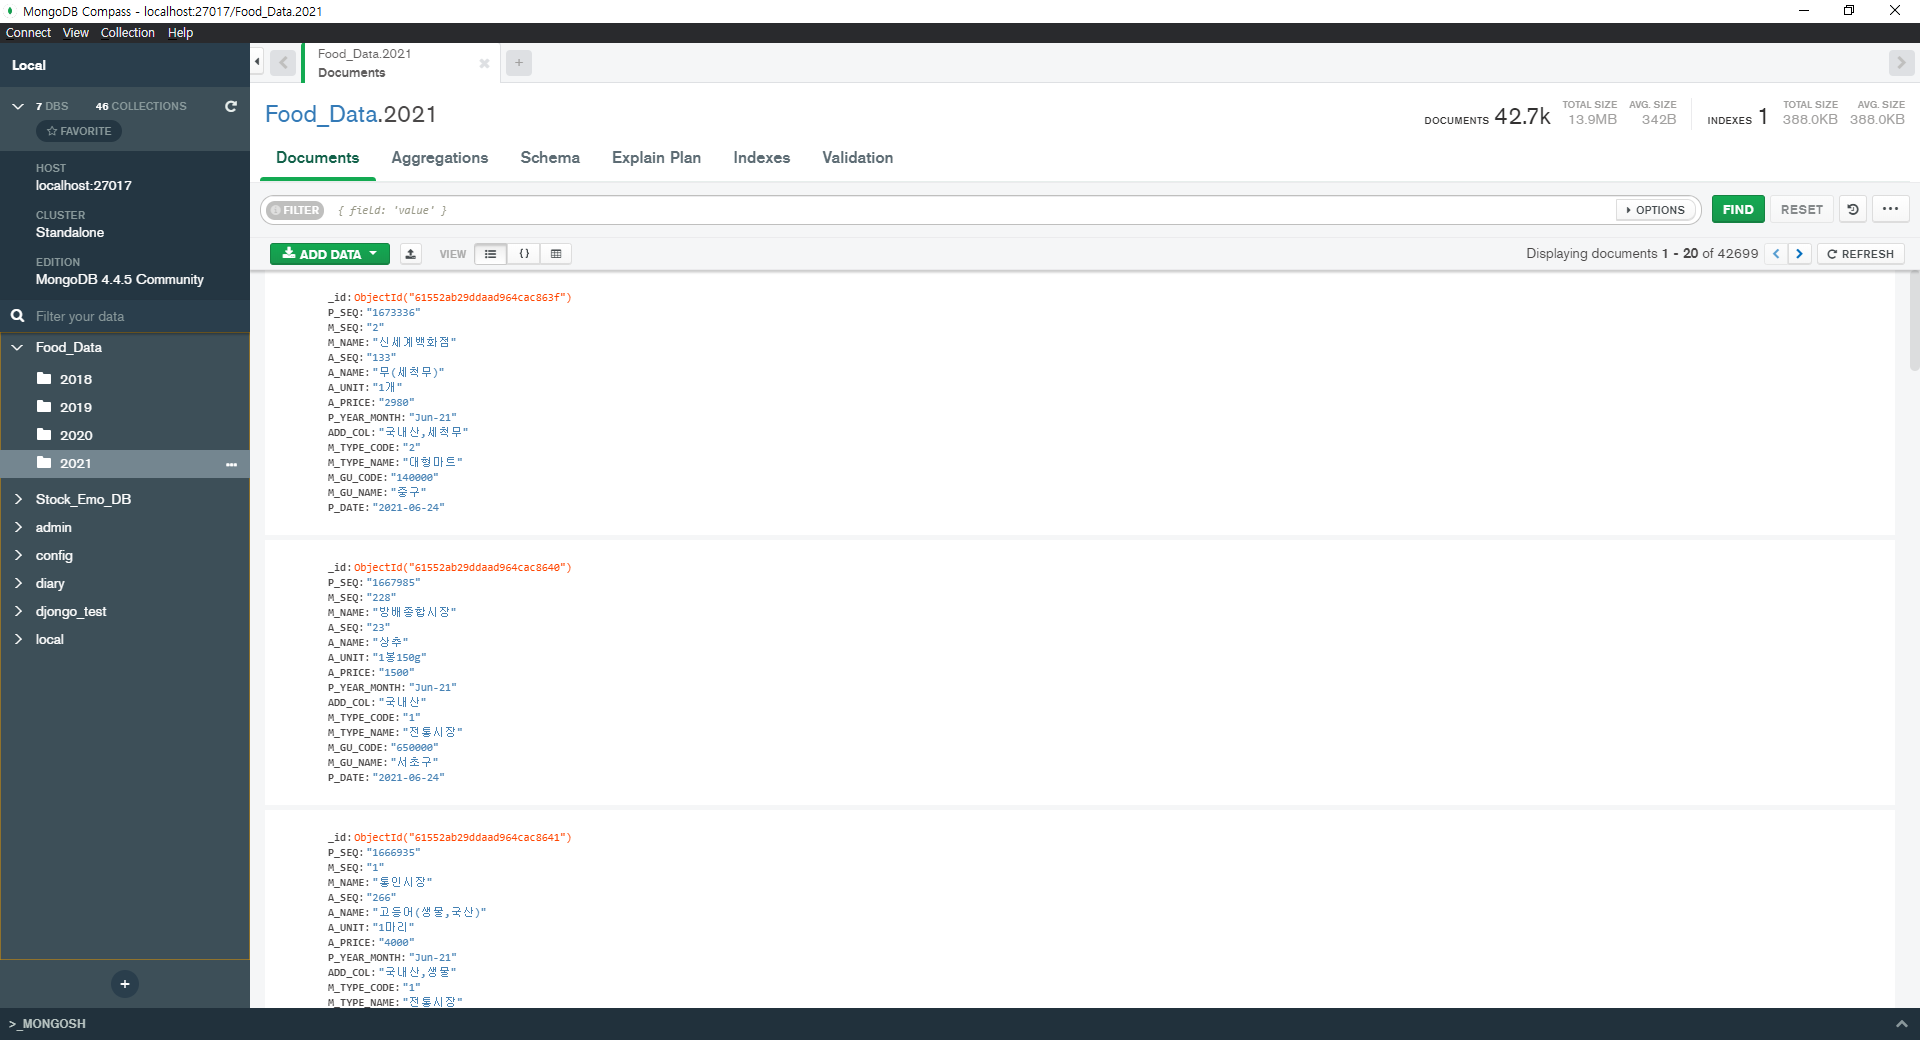 MongoDB Compass - localhost:27017/Food_Data.2021
Connect View Collection Help
Local
7 DBS 46 COLLECTIONS
FAVORITE
HOST
localhost:27017
CLUSTER
Standalone
EDITION
MongoDB 4.4.5 Community
Filter your data
Food_Data
2018
2019
2020
2021
Stock_Emo_DB
admin
config
diary
djongo_test
local
Food_Data.2021
Documents
Food_Data.2021
DOCUMENTS 42.7k TOTAL SIZE 13.9MB AVG. SIZE 342B INDEXES 1 TOTAL SIZE 388.0KB AVG. SIZE 388.0KB
Documents Aggregations Schema Explain Plan Indexes Validation
FILTER { field: 'value' } OPTIONS FIND RESET
ADD DATA VIEW { } Displaying documents 1 - 20 of 42699 REFRESH
_id: ObjectId("61552ab29ddaad964cac863f")
P_SEQ: "1673336"
M_SEQ: "2"
M_NAME: "신세계백화점"
A_SEQ: "133"
A_NAME: "무(세척무)"
A_UNIT: "1개"
A_PRICE: "2980"
P_YEAR_MONTH: "Jun-21"
ADD_COL: "국내산,세척무"
M_TYPE_CODE: "2"
M_TYPE_NAME: "대형마트"
M_GU_CODE: "140000"
M_GU_NAME: "중구"
P_DATE: "2021-06-24"
_id: ObjectId("61552ab29ddaad964cac8640")
P_SEQ: "1667985"
M_SEQ: "228"
M_NAME: "방배종합시장"
A_SEQ: "23"
A_NAME: "상추"
A_UNIT: "1봉150g"
A_PRICE: "1500"
P_YEAR_MONTH: "Jun-21"
ADD_COL: "국내산"
M_TYPE_CODE: "1"
M_TYPE_NAME: "전통시장"
M_GU_CODE: "650000"
M_GU_NAME: "서초구"
P_DATE: "2021-06-24"
_id: ObjectId("61552ab29ddaad964cac8641")
P_SEQ: "1666935"
M_SEQ: "1"
M_NAME: "통인시장"
A_SEQ: "266"
A_NAME: "고등어(생물,국산)"
A_UNIT: "1마리"
A_PRICE: "4000"
P_YEAR_MONTH: "Jun-21"
ADD_COL: "국내산,생물"
M_TYPE_CODE: "1"
M_TYPE_NAME: "전통시장"
>_MONGOSH